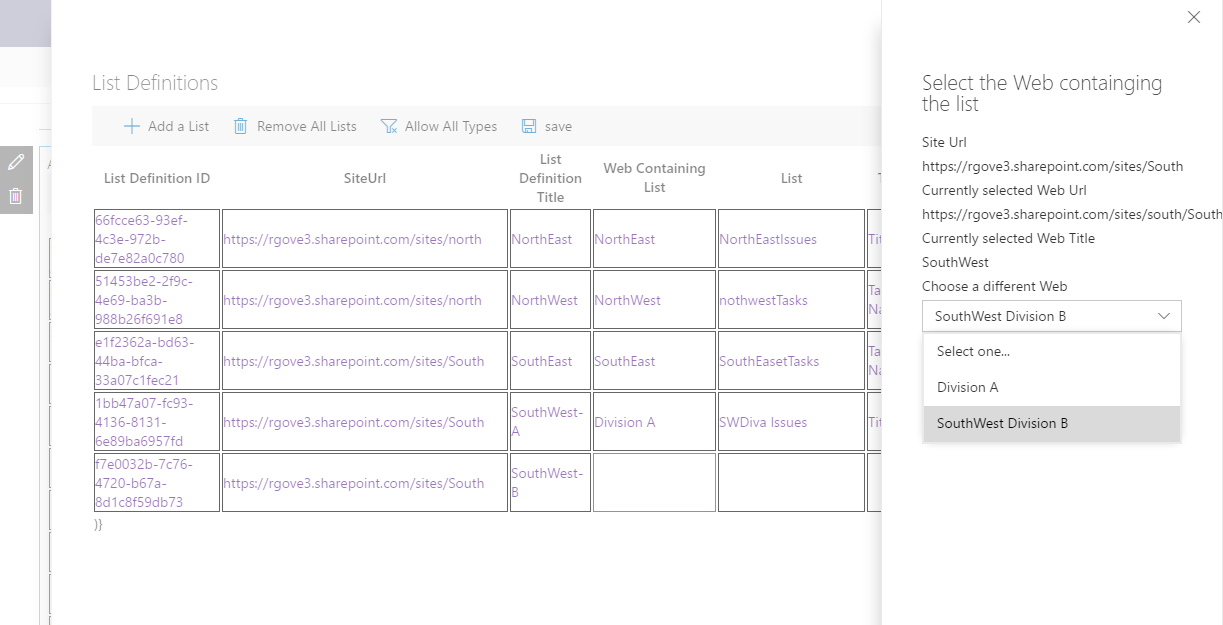 List Definitions
Add a List Remove All Lists Allow All Types save
List Definition ID SiteUrl List Definition Title Web Containing List List
66fcce63-93ef-4c3e-972b-de7e82a0c780 https://rgove3.sharepoint.com/sites/north NorthEast NorthEast NorthEastIssues Tit
51453be2-2f9c-4e69-ba3b-988b26f691e8 https://rgove3.sharepoint.com/sites/north NorthWest NorthWest nothwestTasks Ta Na
e1f2362a-bd63-44ba-bfca-33a07c1fec21 https://rgove3.sharepoint.com/sites/South SouthEast SouthEast SouthEasetTasks Ta Na
1bb47a07-fc93-4136-8131-6e89ba6957fd https://rgove3.sharepoint.com/sites/South SouthWest-A Division A SWDiva Issues Tit
f7e0032b-7c76-4720-b67a-8d1c8f59db73 https://rgove3.sharepoint.com/sites/South SouthWest-B
)}
Select the Web containging
the list
Site Url
https://rgove3.sharepoint.com/sites/South
Currently selected Web Url
https://rgove3.sharepoint.com/sites/south/South
Currently selected Web Title
SouthWest
Choose a different Web
SouthWest Division B
Select one...
Division A
SouthWest Division B